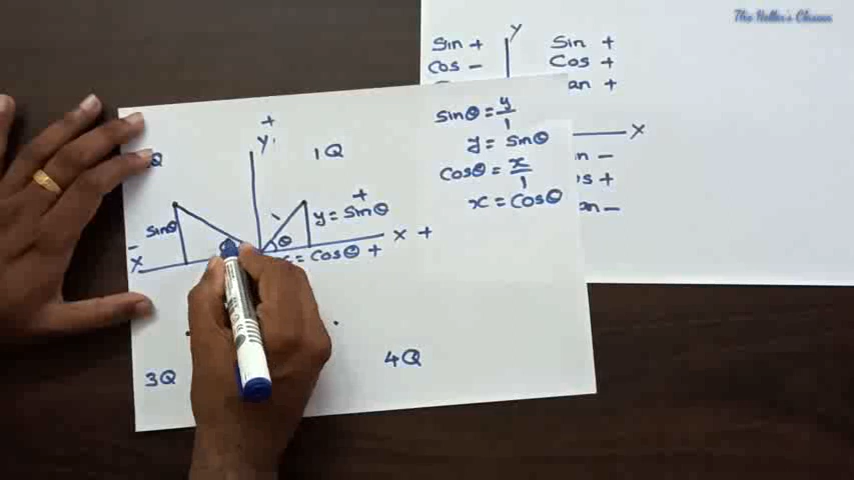 The Heller's Classes
Y
Sin + Sin +
Cos - Cos +
an +
X
n -
s +
an -
sinθ = y/1
y = sinθ
cosθ = x/1
x = cosθ
+
y
1Q
Q
+
sinθ
y = sinθ
θ
-
X
X +
= cosθ +
3Q
4Q